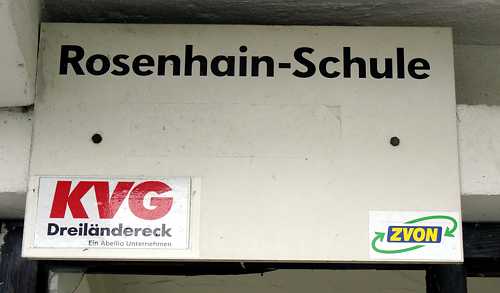 Rosenhain-Schule
KVG
Dreiländereck
Ein Abellio Unternehmen
ZVON